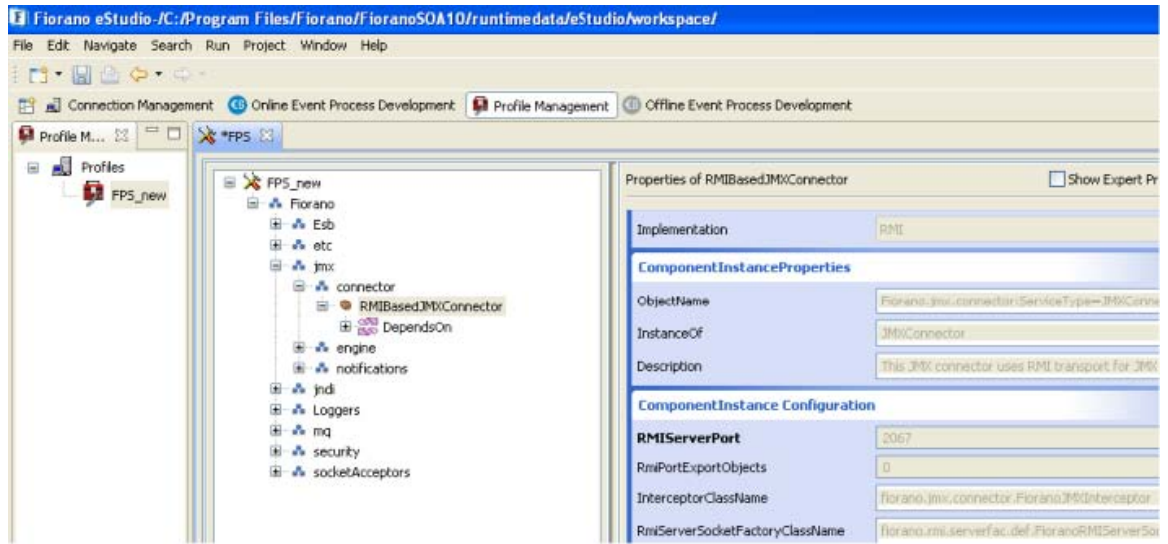 Fiorano eStudio-/C:/Program Files/Fiorano/FioranoSOA10/runtimedata/eStudio/workspace/
File Edit Navigate Search Run Project Window Help
Connection Management Online Event Process Development Profile Management Offline Event Process Development
Profile M... *FPS
Profiles
FPS_new
FPS_new
Fiorano
Esb
etc
jmx
connector
RMIBasedJMXConnector
DependsOn
engine
notifications
jndi
Loggers
mq
security
socketAcceptors
Properties of RMIBasedJMXConnector Show Expert Pr
Implementation RMI
ComponentInstanceProperties
ObjectName Fiorano.jmx.connector:ServiceType=JMXConne
InstanceOf JMXConnector
Description This JMX connector uses RMI transport for JMX
ComponentInstance Configuration
RMIServerPort 2067
RmiPortExportObjects 0
InterceptorClassName fiorano.jmx.connector.FioranoJMXInterceptor
RmiServerSocketFactoryClassName fiorano.rmi.serverfac.def.FioranoRMIServerSoc